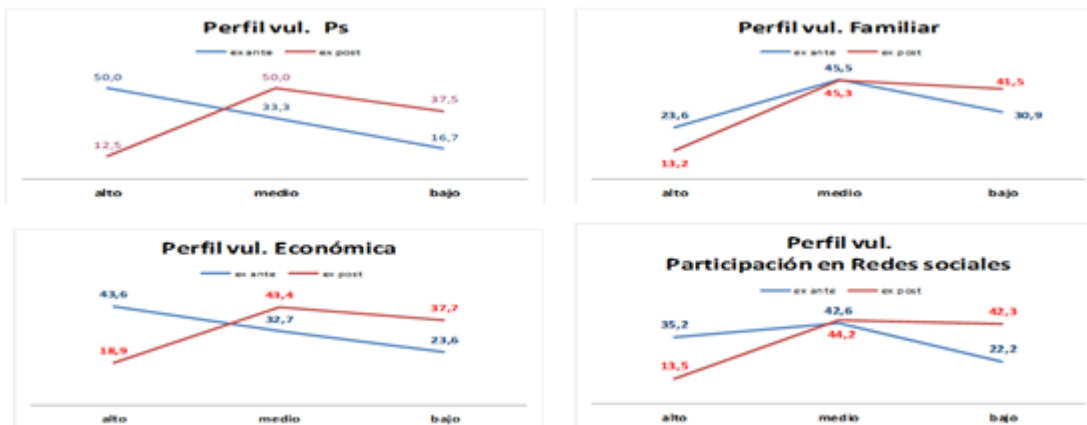 Perfil vul. Ps
ex ante ex post
50,0 50,0
33,3 37,5
12,5 16,7
alto medio bajo
Perfil vul. Familiar
ex ante ex post
45,5
45,3 41,5
23,6 30,9
13,2
alto medio bajo
Perfil vul. Económica
ex ante ex post
43,6 43,4
32,7 37,7
18,9 23,6
alto medio bajo
Perfil vul.
Participación en Redes sociales
ex ante ex post
35,2 42,6 42,3
44,2 22,2
13,5
alto medio bajo